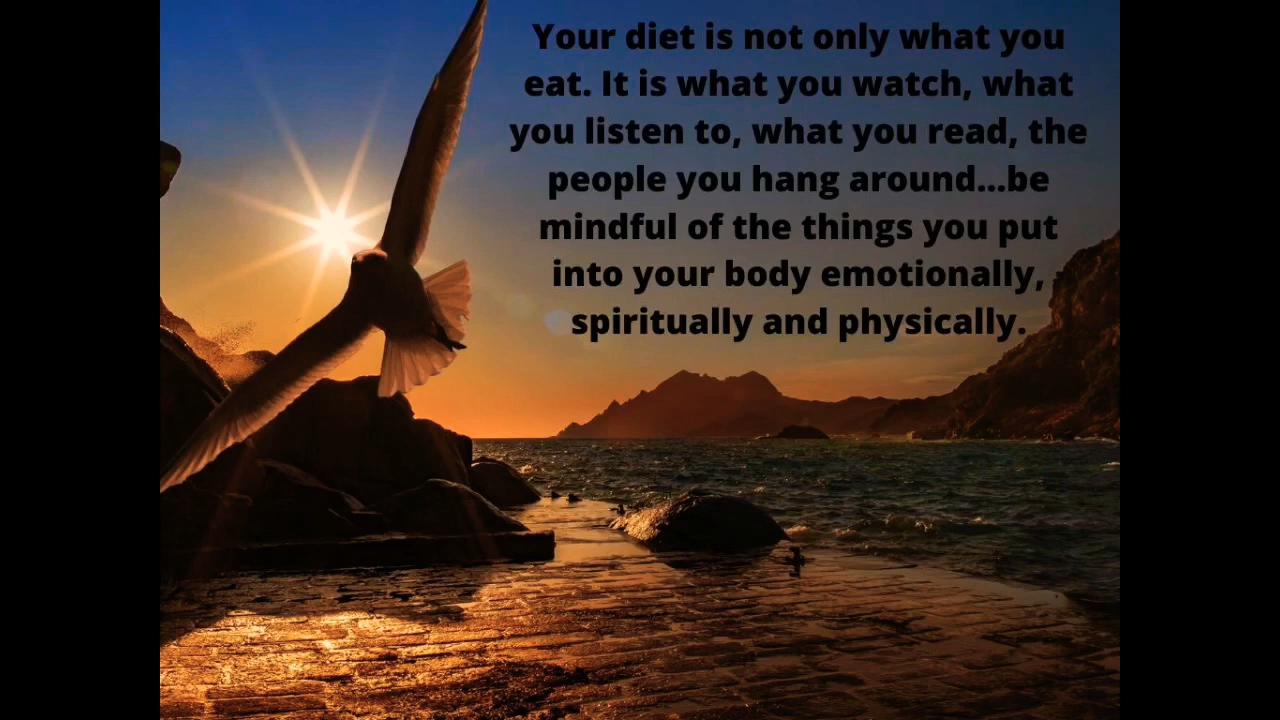 Your diet is not only what you
eat. It is what you watch, what
you listen to, what you read, the
people you hang around...be
mindful of the things you put
into your body emotionally,
spiritually and physically.